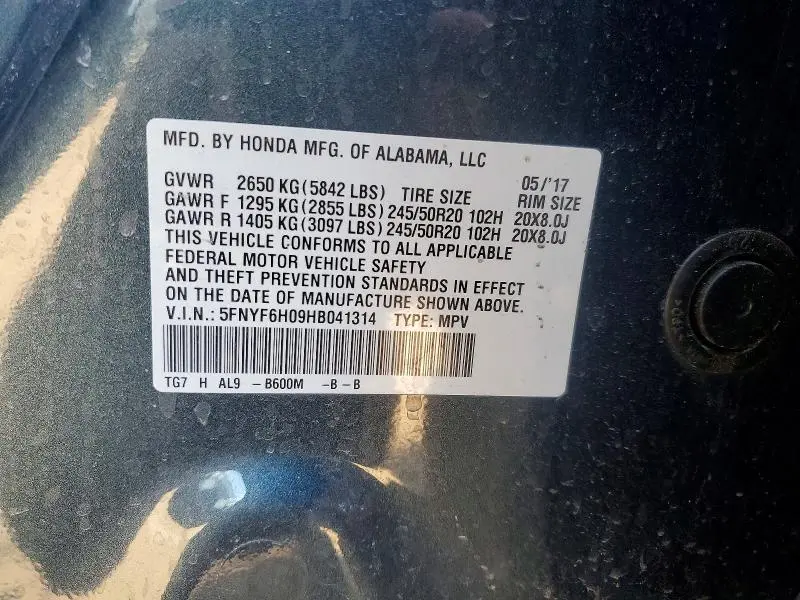 MFD. BY HONDA MFG. OF ALABAMA, LLC
05/'17
GVWR 2650 KG(5842 LBS) TIRE SIZE RIM SIZE
GAWR F 1295 KG(2855 LBS) 245/50R20 102H 20X8.0J
GAWR R 1405 KG(3097 LBS) 245/50R20 102H 20X8.0J
THIS VEHICLE CONFORMS TO ALL APPLICABLE
FEDERAL MOTOR VEHICLE SAFETY
AND THEFT PREVENTION STANDARDS IN EFFECT
ON THE DATE OF MANUFACTURE SHOWN ABOVE.
V.I.N.: 5FNYF6H09HB041314 TYPE: MPV
TG7 H AL9 -B600M -B -B